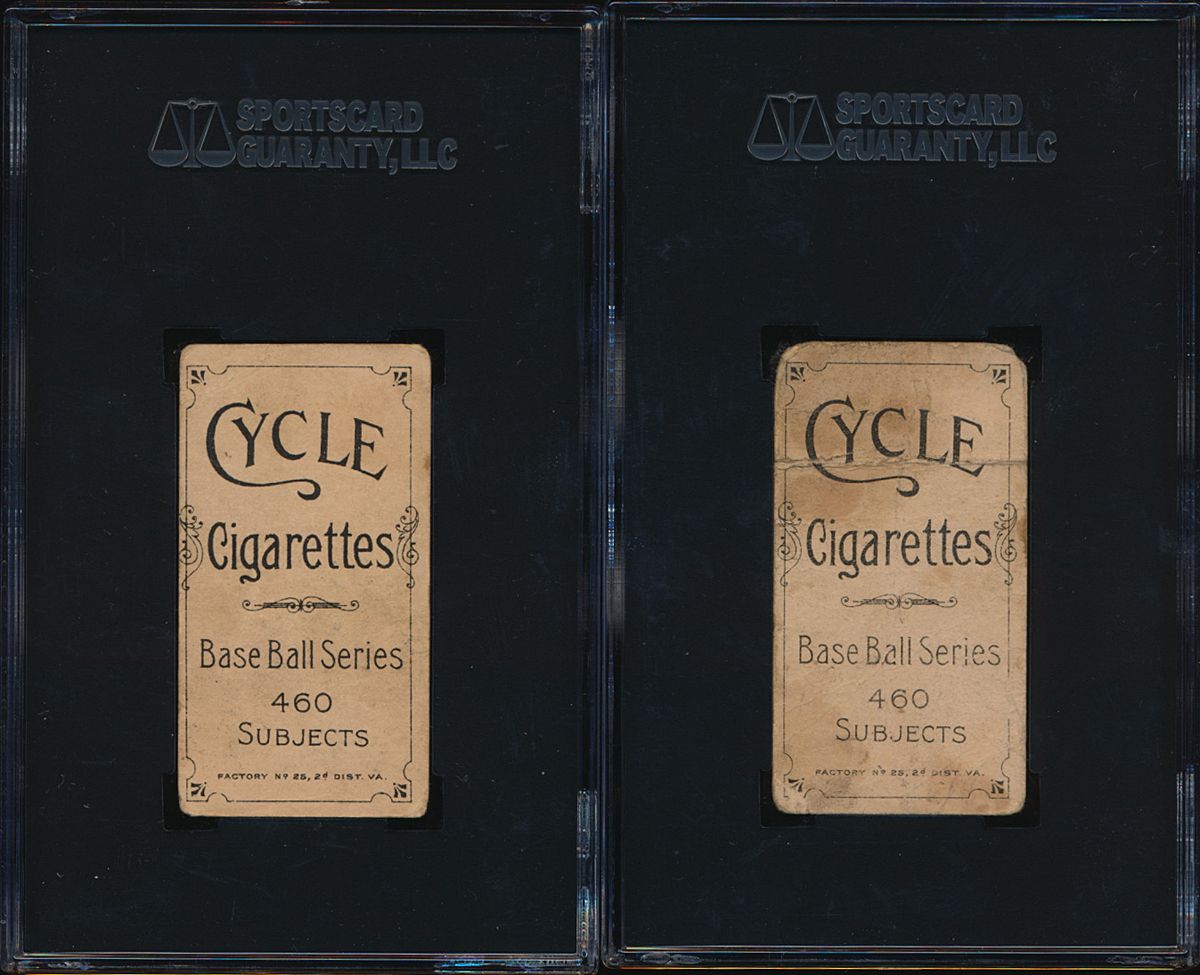 SPORTSCARD
GUARANTY, LLC
CYCLE
Cigarettes
Base Ball Series
460
SUBJECTS
FACTORY Nº 25, 2d DIST. VA.
SPORTSCARD
GUARANTY, LLC
CYCLE
Cigarettes
Base Ball Series
460
SUBJECTS
FACTORY Nº 25, 2d DIST. VA.